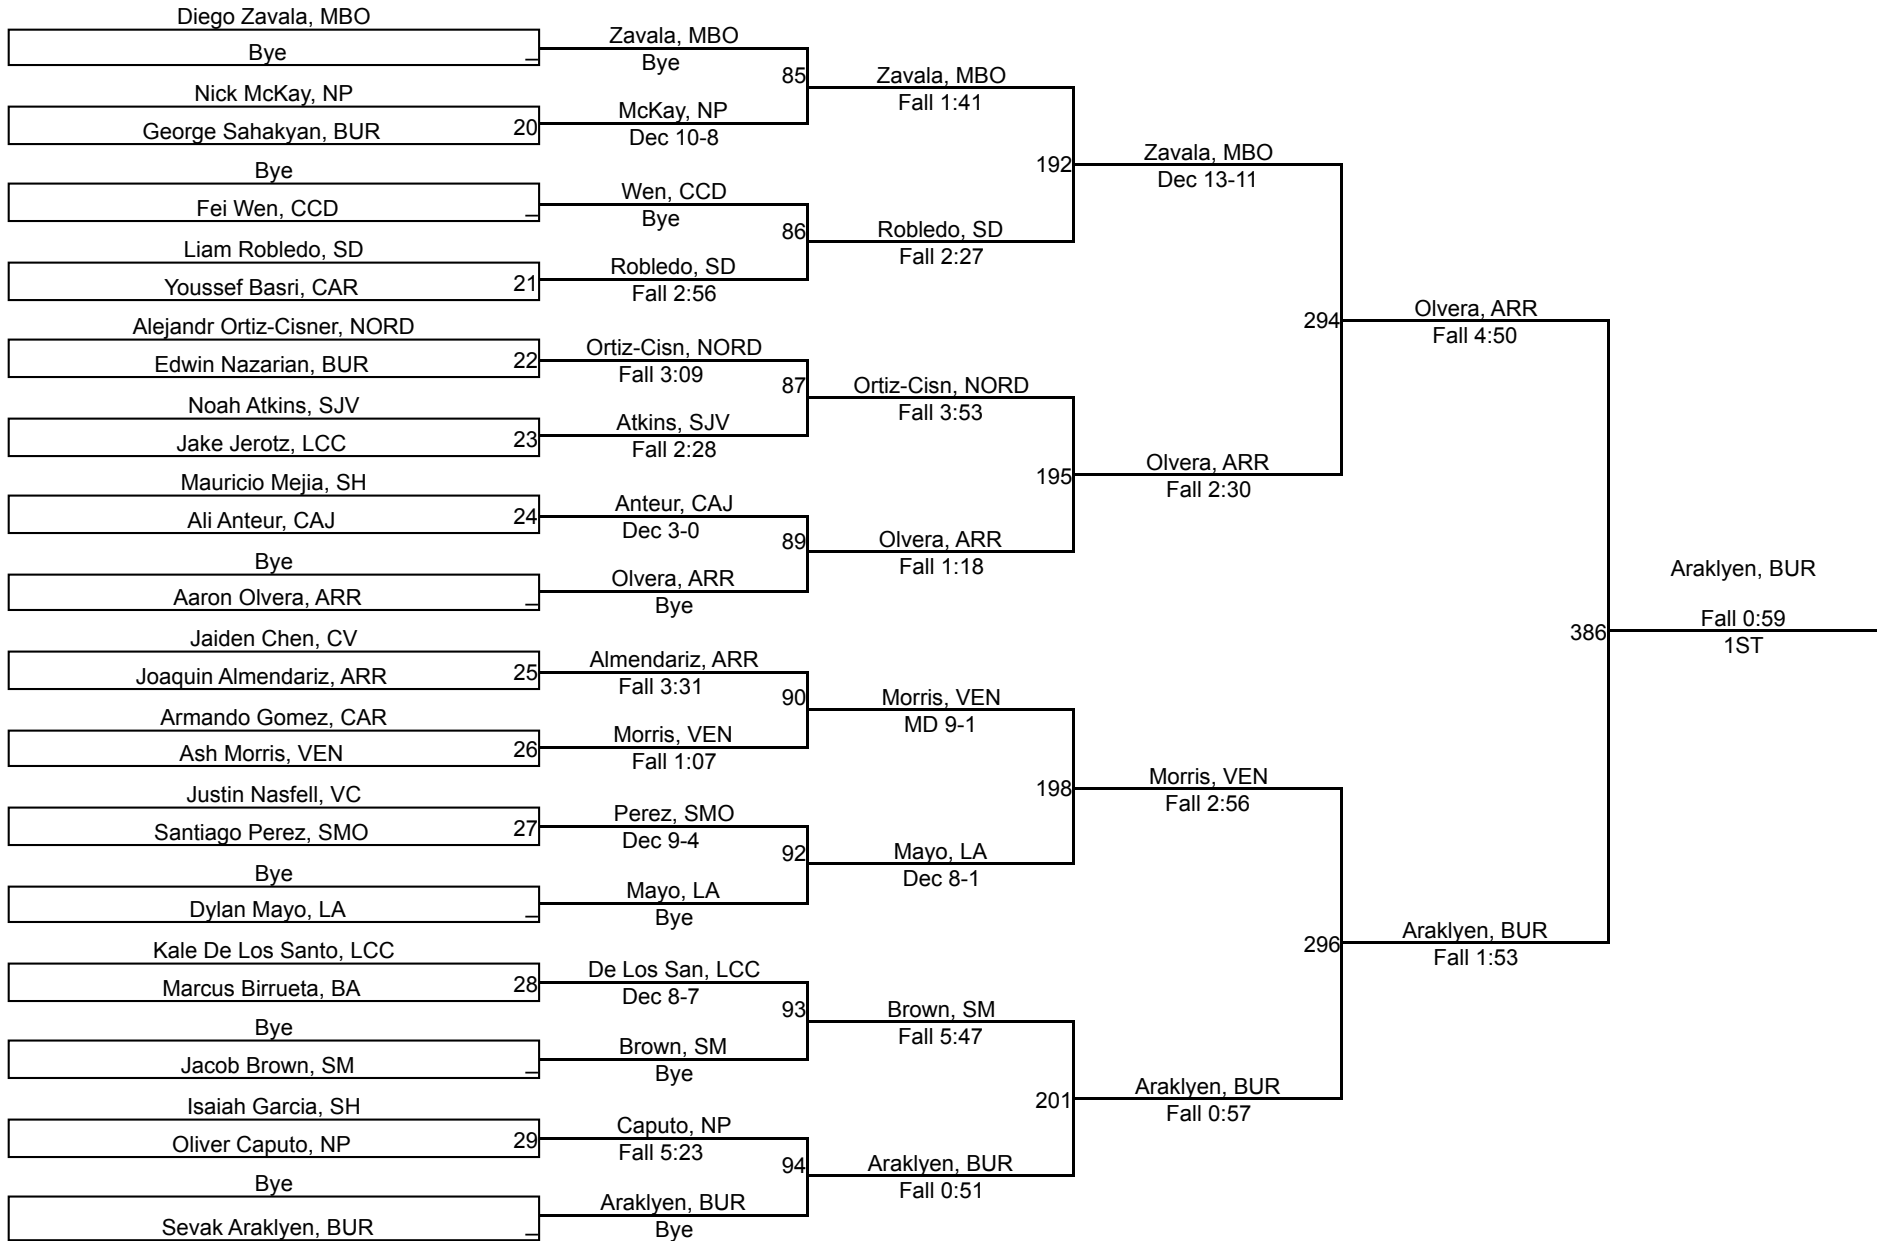 Diego Zavala, MBO
Bye
_
Nick McKay, NP
George Sahakyan, BUR
20
Bye
Fei Wen, CCD
_
Liam Robledo, SD
Youssef Basri, CAR
21
Alejandr Ortiz-Cisner, NORD
Edwin Nazarian, BUR
22
Noah Atkins, SJV
Jake Jerotz, LCC
23
Mauricio Mejia, SH
Ali Anteur, CAJ
24
Bye
Aaron Olvera, ARR
_
Jaiden Chen, CV
Joaquin Almendariz, ARR
25
Armando Gomez, CAR
Ash Morris, VEN
26
Justin Nasfell, VC
Santiago Perez, SMO
27
Bye
Dylan Mayo, LA
_
Kale De Los Santo, LCC
Marcus Birrueta, BA
28
Bye
Jacob Brown, SM
_
Isaiah Garcia, SH
Oliver Caputo, NP
29
Bye
Sevak Araklyen, BUR
_
Zavala, MBO
Bye
85
McKay, NP
Dec 10-8
Wen, CCD
Bye
86
Robledo, SD
Fall 2:56
Ortiz-Cisn, NORD
Fall 3:09
87
Atkins, SJV
Fall 2:28
Anteur, CAJ
Dec 3-0
89
Olvera, ARR
Bye
Almendariz, ARR
Fall 3:31
90
Morris, VEN
Fall 1:07
Perez, SMO
Dec 9-4
92
Mayo, LA
Bye
De Los San, LCC
Dec 8-7
93
Brown, SM
Bye
Caputo, NP
Fall 5:23
94
Araklyen, BUR
Bye
Zavala, MBO
Fall 1:41
192
Robledo, SD
Fall 2:27
Ortiz-Cisn, NORD
Fall 3:53
195
Olvera, ARR
Fall 1:18
Morris, VEN
MD 9-1
198
Mayo, LA
Dec 8-1
Brown, SM
Fall 5:47
201
Araklyen, BUR
Fall 0:51
Zavala, MBO
Dec 13-11
294
Olvera, ARR
Fall 2:30
Morris, VEN
Fall 2:56
296
Araklyen, BUR
Fall 0:57
Olvera, ARR
Fall 4:50
386
Araklyen, BUR
Fall 1:53
Araklyen, BUR
Fall 0:59
1ST